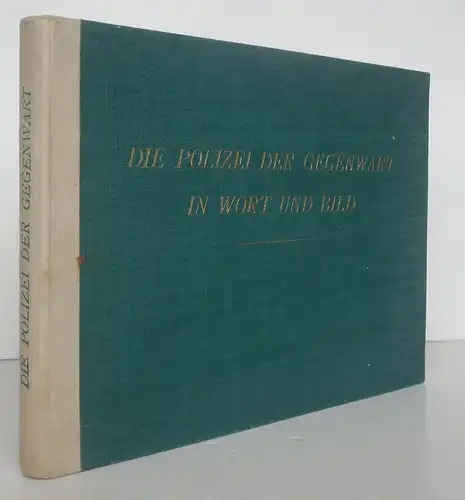 DIE POLIZEI DER GEGENWART
DIE POLIZEI DER GEGENWART
IN WORT UND BILD